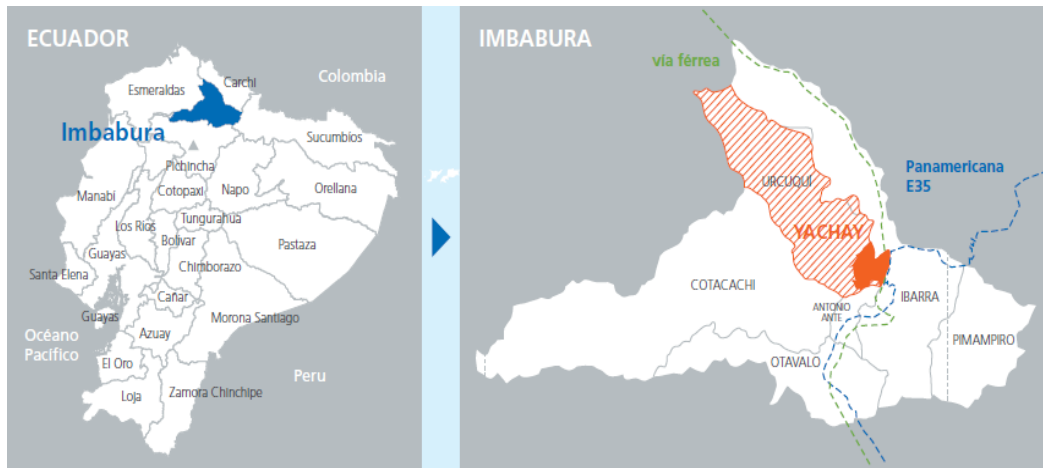 ECUADOR
Colombia
Carchi
Esmeraldas
Imbabura
Sucumbíos
Pichincha
Orellana
Manabí
Cotopaxi
Napo
Los Ríos
Tungurahua
Bolivar
Pastaza
Guayas
Chimborazo
Santa Elena
Cañar
Guayas
Morona Santiago
Océano
Pacífico
Azuay
El Oro
Peru
Loja
Zamora Chinchipe
IMBABURA
vía férrea
Panamericana
E35
URCUQUÍ
YACHAY
COTACACHI
IBARRA
ANTONIO
ANTE
PIMAMPIRO
OTAVALO